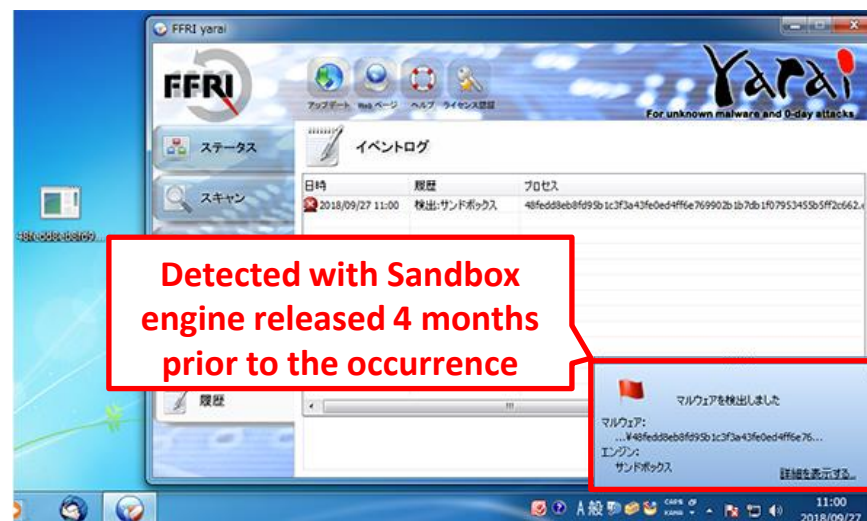 FFRI yarai
FFRI
アップデート Web ページ ヘルプ ライセンス認証
Yarai
For unknown malware and 0-day attacks
ステータス
イベントログ
スキャン
日時 履歴 プロセス
2018/09/27 11:00 検出:サンドボックス 48fedd8eb8fd95b1c3f3a43fe0ed4ff6e769902b1b7db1f07953455b5ff2c662.e
Detected with Sandbox
engine released 4 months
prior to the occurrence
履歴
マルウェアを検出しました
マルウェア:
...¥48fedd8eb8fd95b1c3f3a43fe0ed4ff6e76...
エンジン:
サンドボックス
詳細を表示する...
A 般
CAPS
KANA
11:00
2018/09/27